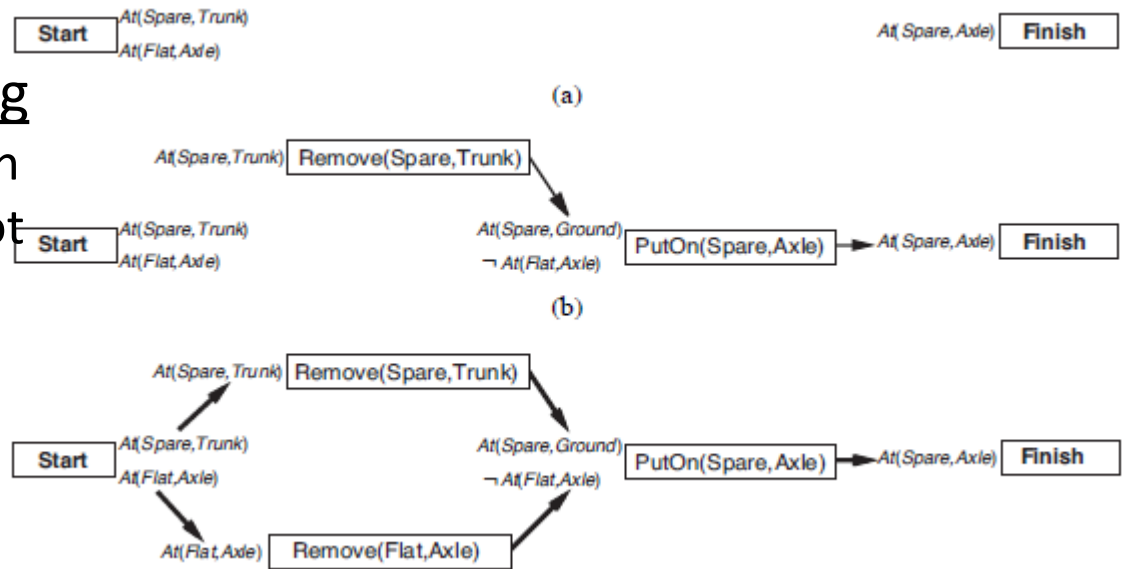 At(Spare,Trunk)
Start
At(Flat,Axle)
At(Spare,Axle) Finish
(a)
g
At(Spare,Trunk) Remove(Spare,Trunk)
At(Spare,Trunk)
Start
At(Flat,Axle)
At(Spare,Ground)
¬ At(Flat,Axle)
PutOn(Spare,Axle)
At(Spare,Axle) Finish
(b)
At(Spare,Trunk) Remove(Spare,Trunk)
At(Spare,Trunk)
Start
At(Flat,Axle)
At(Spare,Ground)
¬ At(Flat,Axle)
PutOn(Spare,Axle)
At(Spare,Axle) Finish
At(Flat,Axle) Remove(Flat,Axle)